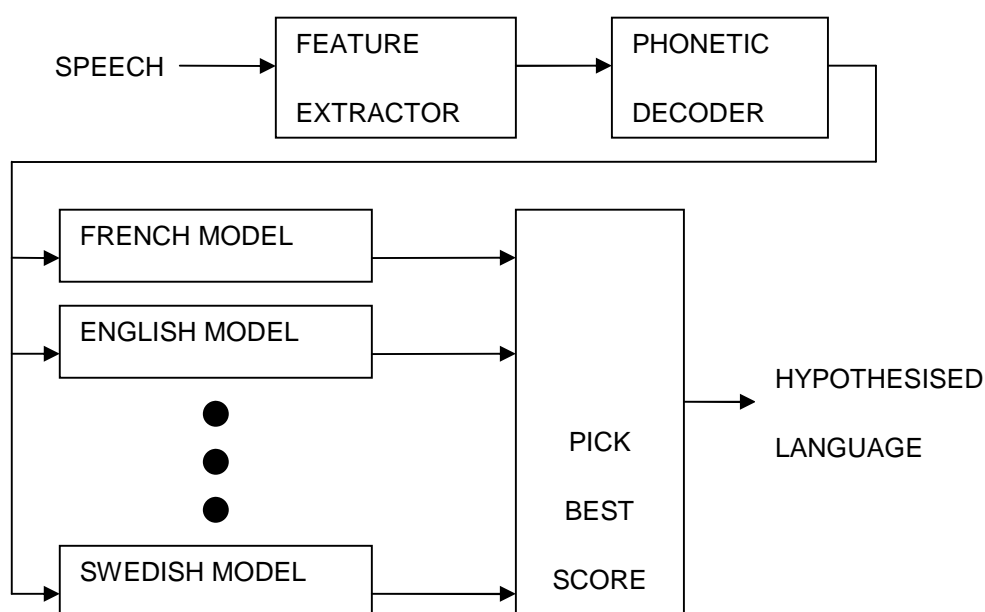 SPEECH
FEATURE
EXTRACTOR
PHONETIC
DECODER
FRENCH MODEL
ENGLISH MODEL
SWEDISH MODEL
PICK
BEST
SCORE
HYPOTHESISED
LANGUAGE